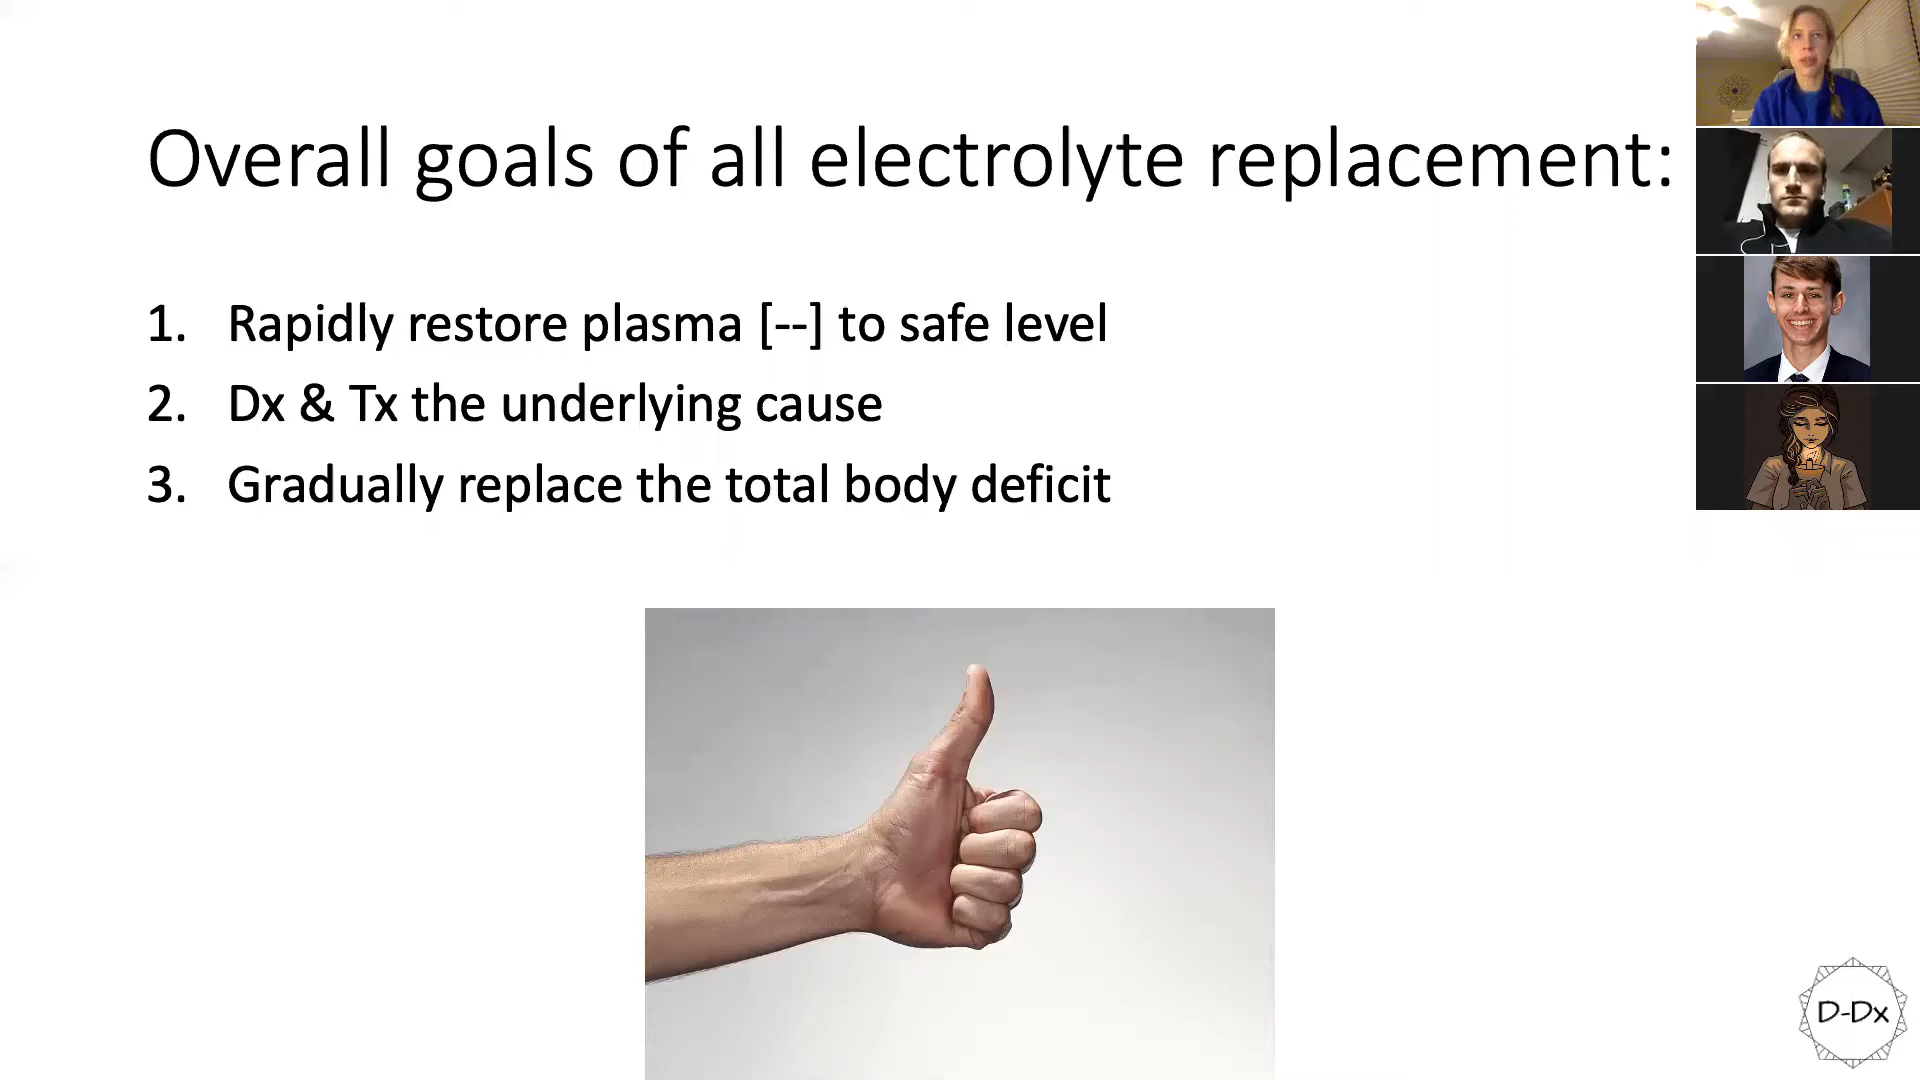 Overall goals of all electrolyte replacement:
1. Rapidly restore plasma [--] to safe level
2. Dx & Tx the underlying cause
3. Gradually replace the total body deficit
D-Dx